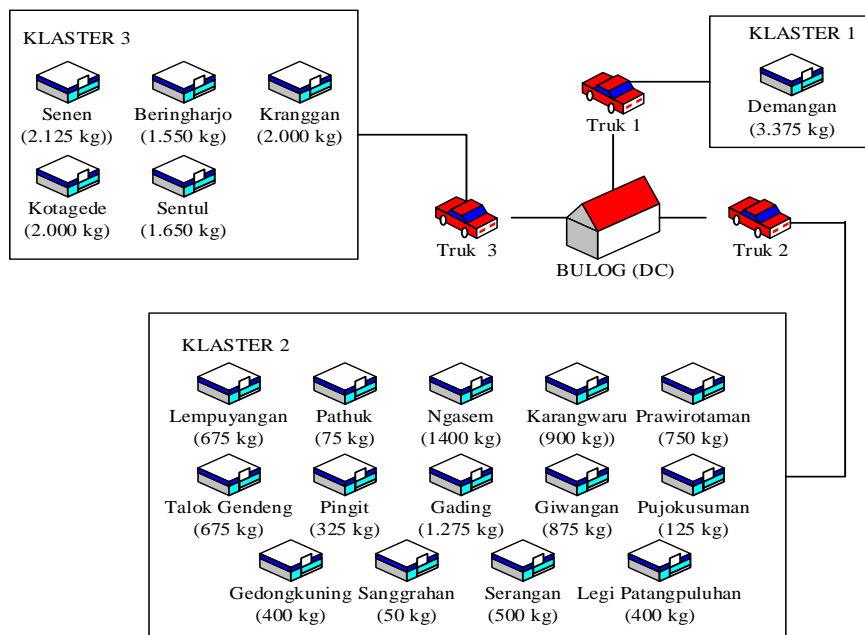 KLASTER 3
Senen
(2.125 kg))
Beringharjo
(1.550 kg)
Kranggan
(2.000 kg)
Kotagede
(2.000 kg)
Sentul
(1.650 kg)
KLASTER 1
Demangan
(3.375 kg)
Truk 1
Truk 3
BULOG (DC)
Truk 2
KLASTER 2
Lempuyangan
(675 kg)
Pathuk
(75 kg)
Ngasem
(1400 kg)
Karangwaru
(900 kg))
Prawirotaman
(750 kg)
Talok Gendeng
(675 kg)
Pingit
(325 kg)
Gading
(1.275 kg)
Giwangan
(875 kg)
Pujokusuman
(125 kg)
Gedongkuning
(400 kg)
Sanggrahan
(50 kg)
Serangan
(500 kg)
Legi Patangpuluhan
(400 kg)